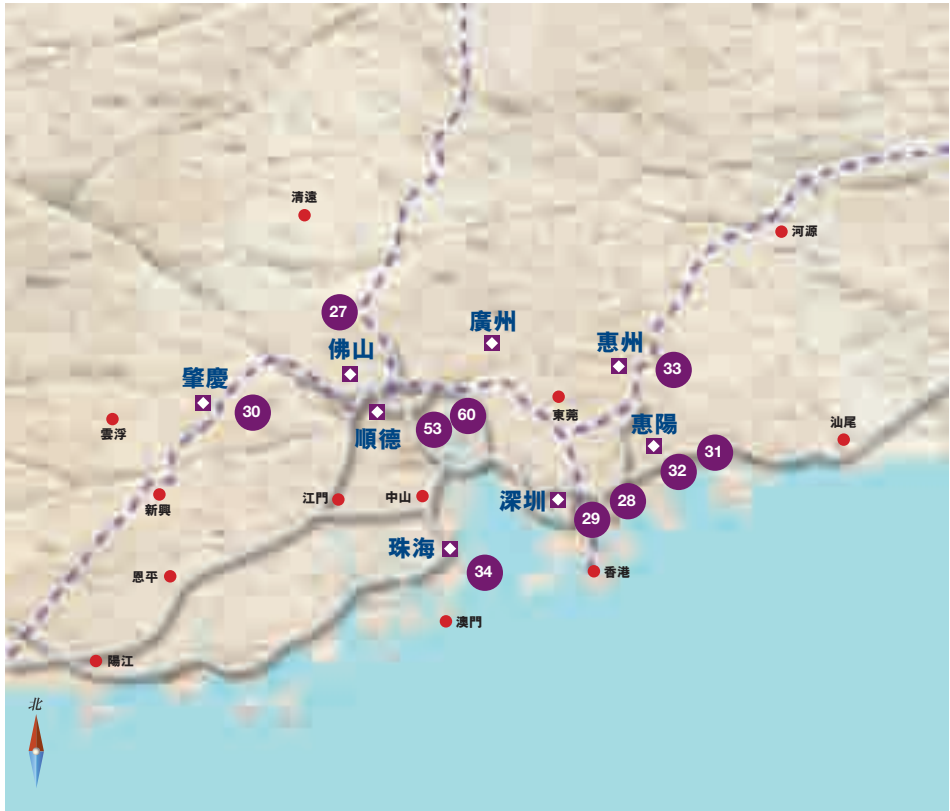 清遠
河源
27
廣州
佛山
惠州
33
肇慶
30
東莞
60
53
順德
雲浮
惠陽
汕尾
31
32
江門
中山
深圳
28
29
新興
珠海
34
香港
恩平
澳門
陽江
北